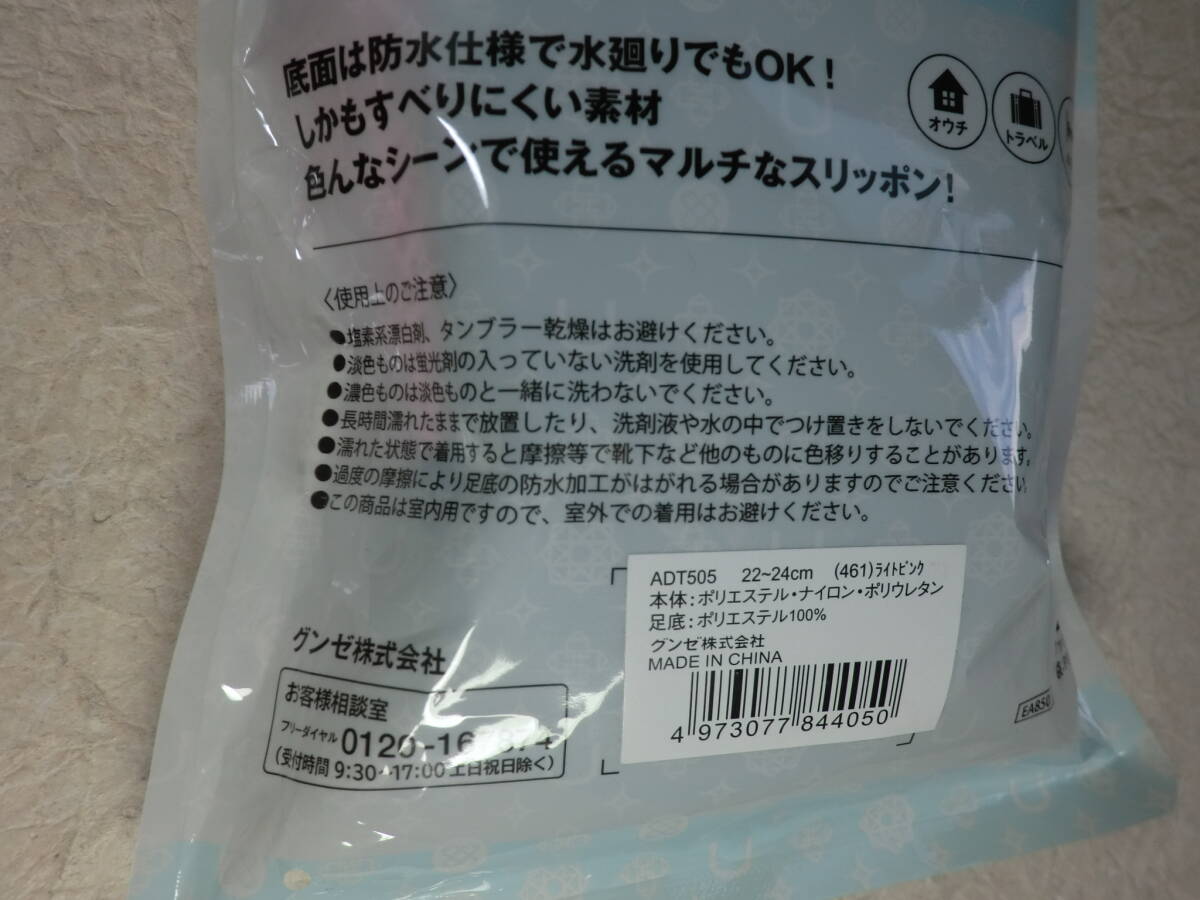 底面は防水仕様で水廻りでもOK!
しかもすべりにくい素材
色んなシーンで使えるマルチなスリッポン!
オウチ
トラベル
〈使用上のご注意〉
●塩素系漂白剤、タンブラー乾燥はお避けください。
●淡色ものは蛍光剤の入っていない洗剤を使用してください。
●濃色ものは淡色ものと一緒に洗わないでください。
●長時間濡れたままで放置したり、洗剤液や水の中でつけ置きをしないでください。
●濡れた状態で着用すると摩擦等で靴下など他のものに色移りすることがあります。
●過度の摩擦により足底の防水加工がはがれる場合がありますのでご注意ください
●この商品は室内用ですので、室外での着用はお避けください。
ADT505 22~24cm (461)ﾗｲﾄﾋﾟﾝｸ
本体:ポリエステル・ナイロン・ポリウレタン
足底:ポリエステル100%
グンゼ株式会社
MADE IN CHINA
4 973077 844050
グンゼ株式会社
お客様相談室
フリーダイヤル 0120-16
(受付時間 9:30-17:00 土日祝日除く)